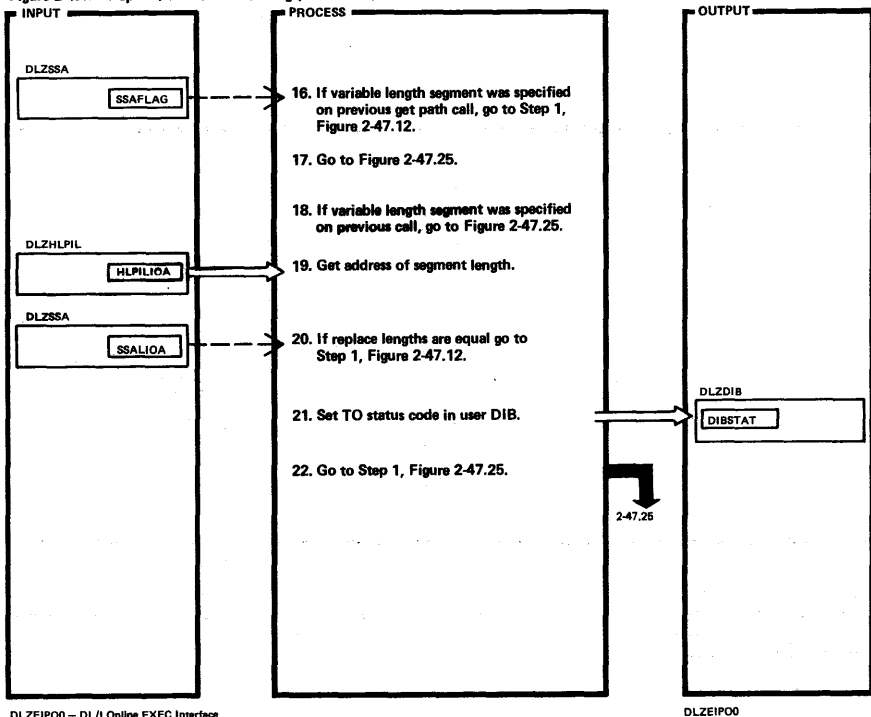 INPUT
PROCESS
OUTPUT
DLZSSA
SSAFLAG
16. If variable length segment was specified
on previous get path call, go to Step 1,
Figure 2-47.12.
17. Go to Figure 2-47.25.
18. If variable length segment was specified
on previous call, go to Figure 2-47.25.
DLZHLPIL
HLPILIOA
19. Get address of segment length.
DLZSSA
SSALIOA
20. If replace lengths are equal go to
Step 1, Figure 2-47.12.
21. Set TO status code in user DIB.
DLZDIB
DIBSTAT
22. Go to Step 1, Figure 2-47.25.
2-47.25
DLZEIPO0 – DL/I Online EXEC Interface
DLZEIPO0